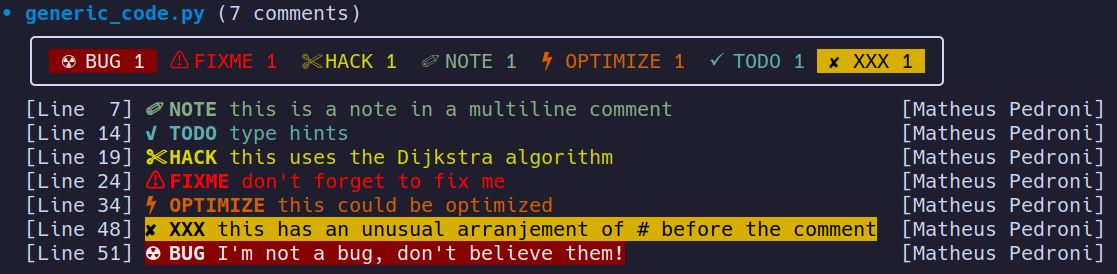 • generic_code.py (7 comments)
☢ BUG 1 ⚠ FIXME 1 ✄HACK 1 ✐NOTE 1 ⚡ OPTIMIZE 1 ✓ TODO 1 ✘ XXX 1
[Line  7] ✐NOTE this is a note in a multiline comment [Matheus Pedroni]
[Line 14] ✓ TODO type hints [Matheus Pedroni]
[Line 19] ✄HACK this uses the Dijkstra algorithm [Matheus Pedroni]
[Line 24] ⚠ FIXME don't forget to fix me [Matheus Pedroni]
[Line 34] ⚡ OPTIMIZE this could be optimized [Matheus Pedroni]
[Line 48] ✘ XXX this has an unusual arranjement of # before the comment [Matheus Pedroni]
[Line 51] ☢ BUG I'm not a bug, don't believe them! [Matheus Pedroni]